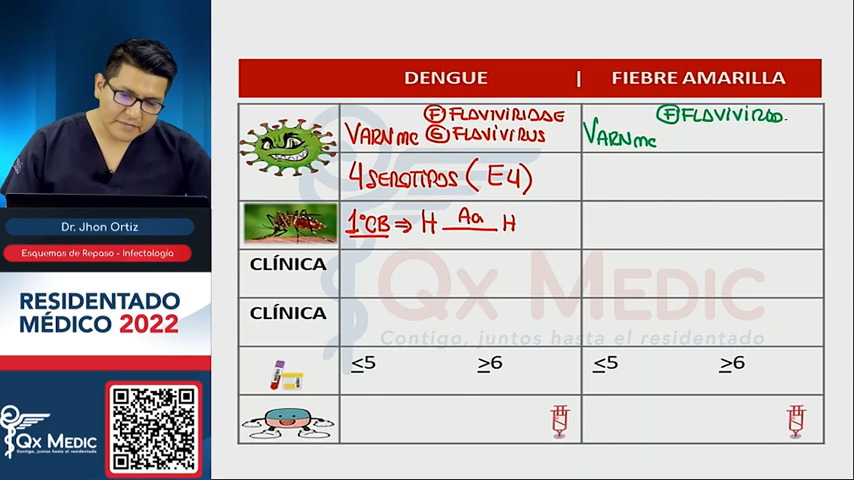 DENGUE | FIEBRE AMARILLA
Ⓕ FLAVIVIRIDAE
VARNmc Ⓖ FLAVIVIRUS
Ⓕ FLAVIVIRID.
VARNmc
4 SEROTIPOS (E4)
1°CB ⇒ H Aa H
CLÍNICA
CLÍNICA
≤5 ≥6 ≤5 ≥6
Dr. Jhon Ortiz
Esquemas de Repaso - Infectología
RESIDENTADO
MÉDICO 2022
QX MEDIC
Contigo, juntos hasta el residentado
QX MEDIC
Contigo, juntos hasta el residentado